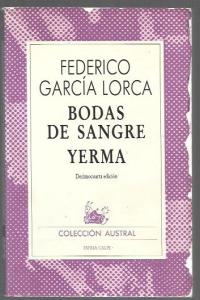 FEDERICO
GARCÍA LORCA
BODAS
DE SANGRE
YERMA
Decimocuarta edición
COLECCIÓN AUSTRAL
ESPASA CALPE